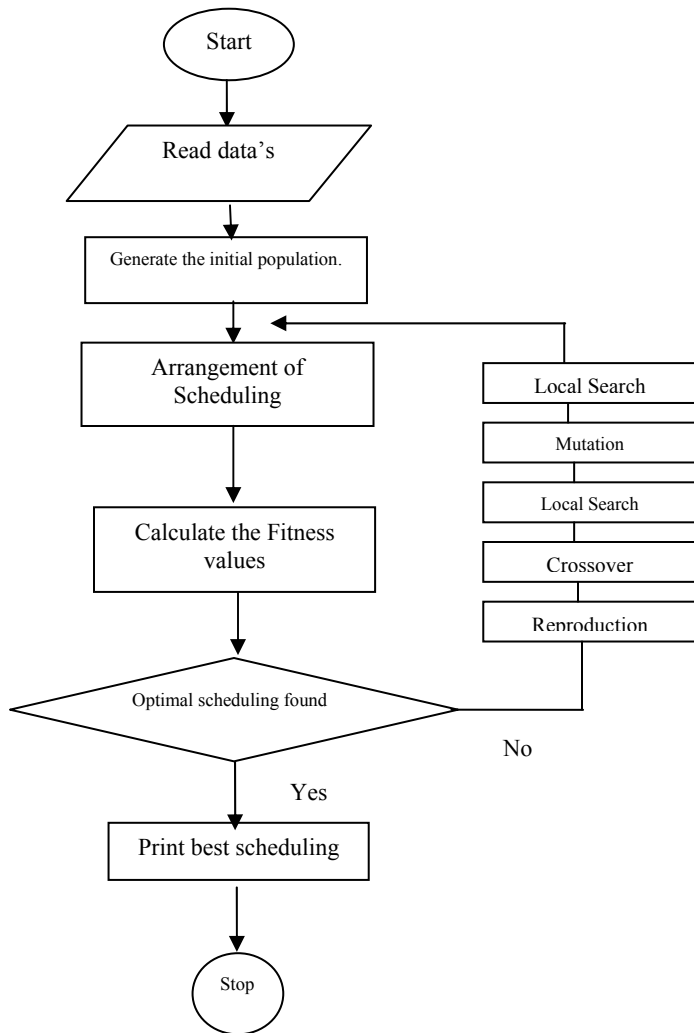 Start
Read data’s
Generate the initial population.
Arrangement of
Scheduling
Calculate the Fitness
values
Optimal scheduling found
No
Yes
Print best scheduling
Stop
Local Search
Mutation
Local Search
Crossover
Reproduction